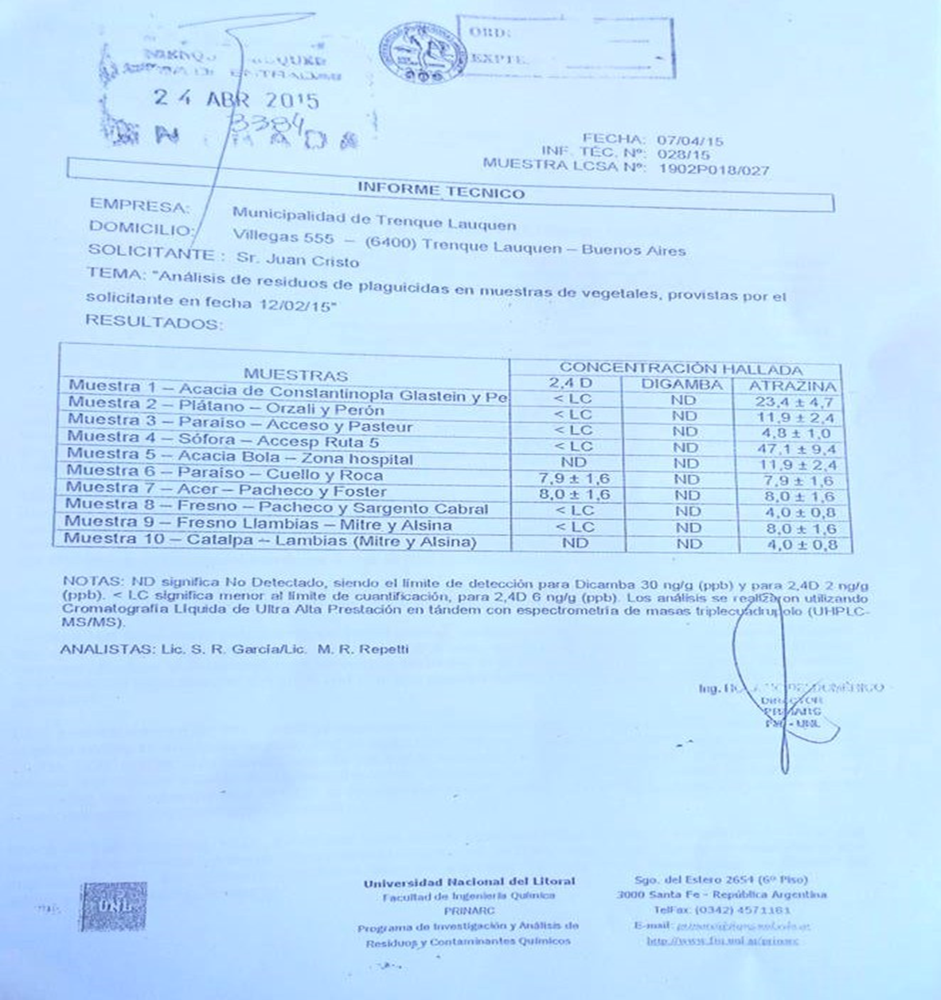 ORD:
EXPTE.
24 ABR 2015
3384
FECHA: 07/04/15
INF. TÉC. Nº: 028/15
MUESTRA LCSA Nº: 1902P018/027
INFORME TECNICO
EMPRESA: Municipalidad de Trenque Lauquen
DOMICILIO: Villegas 555 – (6400) Trenque Lauquen – Buenos Aires
SOLICITANTE : Sr. Juan Cristo
TEMA: "Análisis de residuos de plaguicidas en muestras de vegetales, provistas por el
solicitante en fecha 12/02/15"
RESULTADOS:
MUESTRAS CONCENTRACIÓN HALLADA
2,4 D DIGAMBA ATRAZINA
Muestra 1 – Acacia de Constantinopla Glastein y Pe < LC ND 23,4 ± 4,7
Muestra 2 – Plátano – Orzali y Perón < LC ND 11,9 ± 2,4
Muestra 3 – Paraiso – Acceso y Pasteur < LC ND 4,8 ± 1,0
Muestra 4 – Sófora – Accesp Ruta 5 < LC ND 47,1 ± 9,4
Muestra 5 – Acacia Bola – Zona hospital ND ND 11,9 ± 2,4
Muestra 6 – Paraiso – Cuello y Roca 7,9 ± 1,6 ND 7,9 ± 1,6
Muestra 7 – Acer – Pacheco y Foster 8,0 ± 1,6 ND 8,0 ± 1,6
Muestra 8 – Fresno – Pacheco y Sargento Cabral < LC ND 4,0 ± 0,8
Muestra 9 – Fresno Llambias – Mitre y Alsina < LC ND 8,0 ± 1,6
Muestra 10 – Catalpa – Lambias (Mitre y Alsina) ND ND 4,0 ± 0,8
NOTAS: ND significa No Detectado, siendo el límite de detección para Dicamba 30 ng/g (ppb) y para 2,4D 2 ng/g
(ppb). < LC significa menor al límite de cuantificación, para 2,4D 6 ng/g (ppb). Los análisis se realizaron utilizando
Cromatografía Líquida de Ultra Alta Prestación en tándem con espectrometría de masas triplecuádrupolo (UHPLC-
MS/MS).
ANALISTAS: Lic. S. R. García/Lic. M. R. Repetti
Ing.
DIRECTOR
PRINARC
FIQ - UNL
UNL
Universidad Nacional del Litoral
Facultad de Ingeniería Química
PRINARC
Programa de Investigación y Análisis de
Residuos y Contaminantes Químicos
Sgo. del Estero 2654 (6º Piso)
3000 Santa Fe - República Argentina
TelFax: (0342) 4571161
E-mail:
http://www.fiq.unl.ar/prinarc